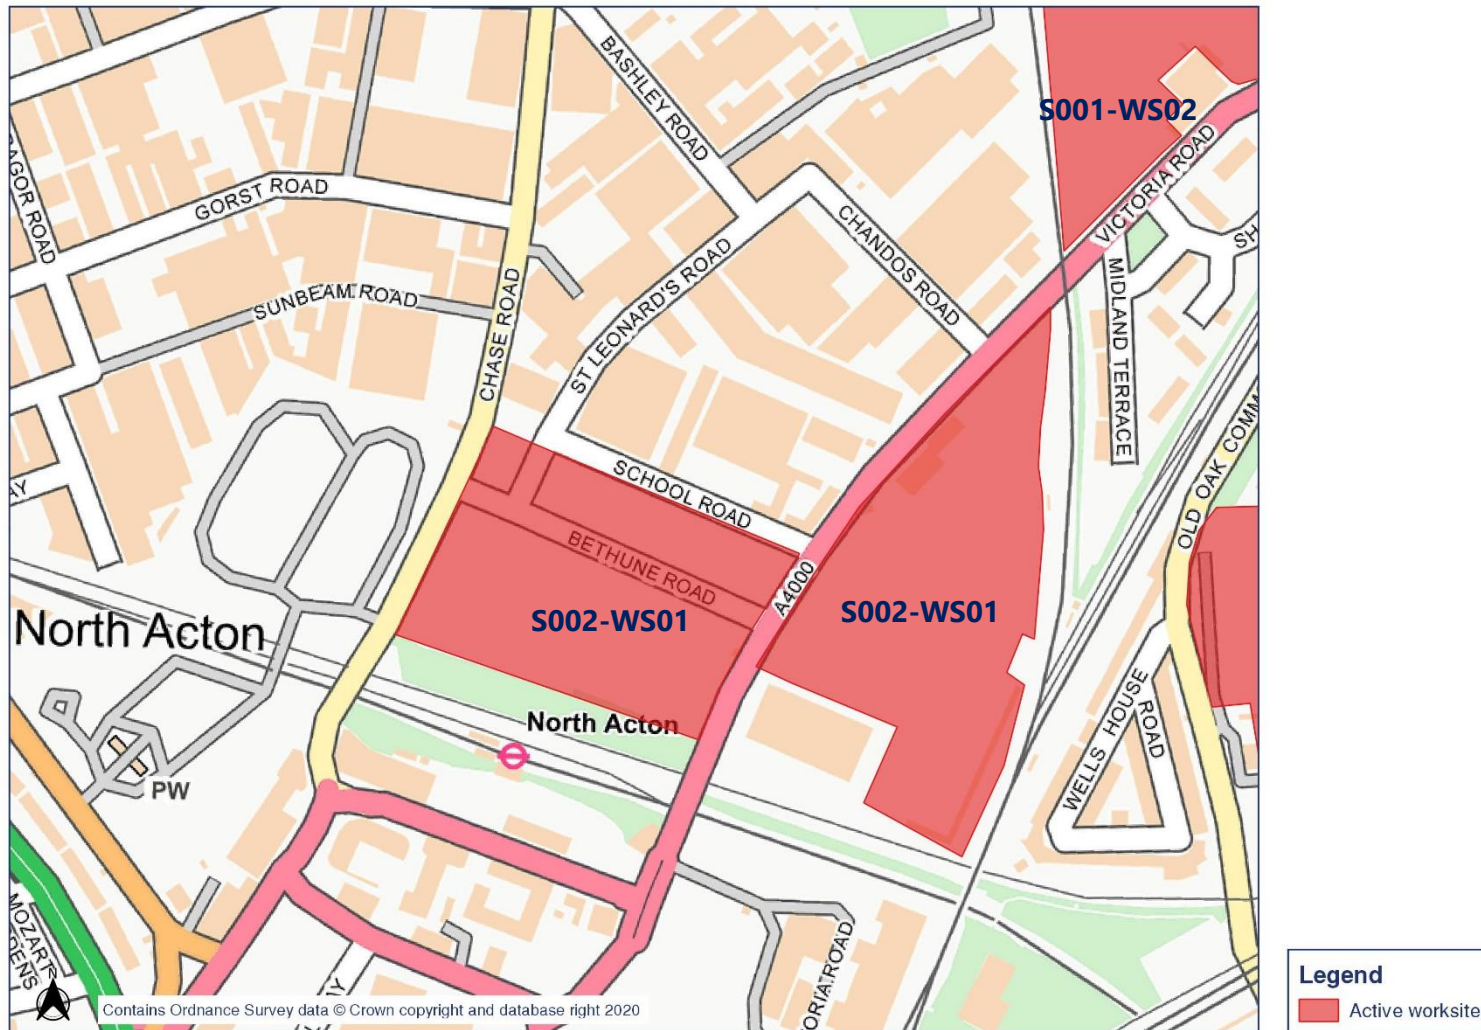 BASHLEY ROAD
S001-WS02
VICTORIA ROAD
GORST ROAD
CHANDOS ROAD
SH
ST LEONARD'S ROAD
MIDLAND TERRACE
SUNBEAM ROAD
CHASE ROAD
OLD OAK COMM
SCHOOL ROAD
BETHUNE ROAD
A4000
S002-WS01
S002-WS01
North Acton
North Acton
WELLS HOUSE
ROAD
PW
MOZART
DENS
ORIA ROAD
Contains Ordnance Survey data © Crown copyright and database right 2020
Legend
Active worksite